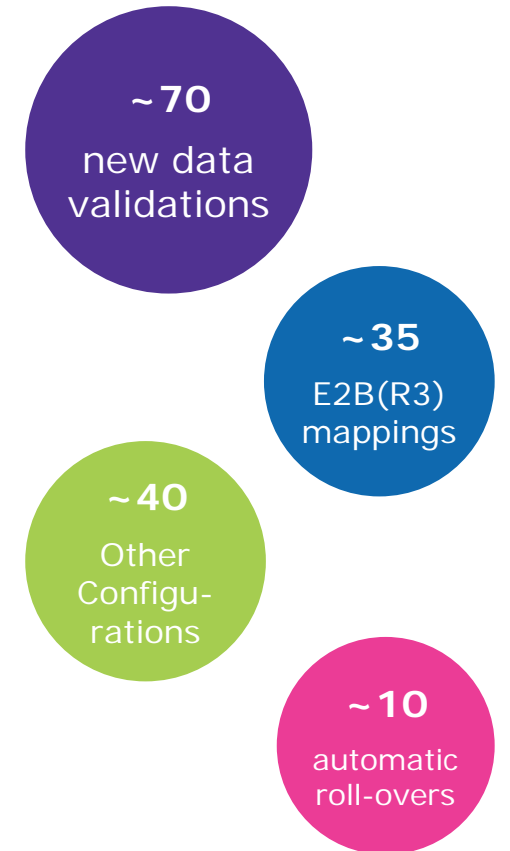 ~70
new data
validations
~35
E2B(R3)
mappings
~40
Other
Configu-
rations
~10
automatic
roll-overs